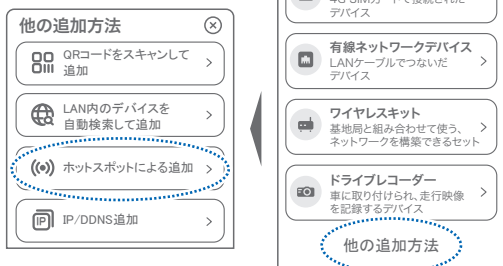 他の追加方法
QRコードをスキャンして
追加
LAN内のデバイスを
自動検索して追加
ホットスポットによる追加
IP/DDNS追加
4G SIMカードで接続された
デバイス
有線ネットワークデバイス
LANケーブルでつないだ
デバイス
ワイヤレスキット
基地局と組み合わせて使う、
ネットワークを構築できるセット
ドライブレコーダー
車に取り付けられ、走行映像
を記録するデバイス
他の追加方法